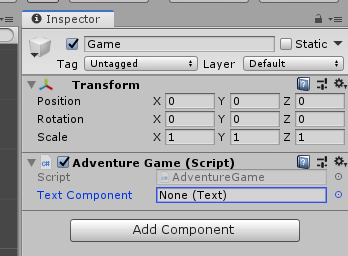 Inspector
Game
Static
Tag Untagged Layer Default
Transform
Position X 0 Y 0 Z 0
Rotation X 0 Y 0 Z 0
Scale X 1 Y 1 Z 1
Adventure Game (Script)
Script AdventureGame
Text Component None (Text)
Add Component